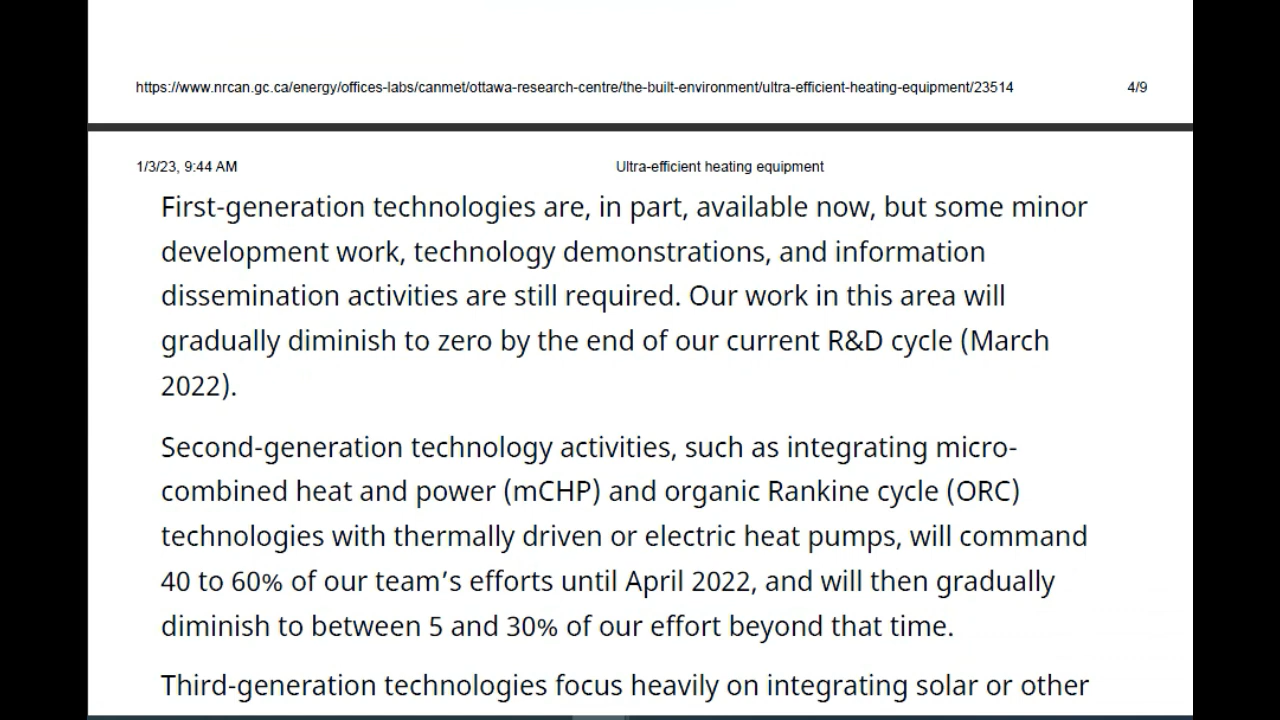 https://www.nrcan.gc.ca/energy/offices-labs/canmet/ottawa-research-centre/the-built-environment/ultra-efficient-heating-equipment/23514 4/9
1/3/23, 9:44 AM Ultra-efficient heating equipment
First-generation technologies are, in part, available now, but some minor
development work, technology demonstrations, and information
dissemination activities are still required. Our work in this area will
gradually diminish to zero by the end of our current R&D cycle (March
2022).
Second-generation technology activities, such as integrating micro-
combined heat and power (mCHP) and organic Rankine cycle (ORC)
technologies with thermally driven or electric heat pumps, will command
40 to 60% of our team’s efforts until April 2022, and will then gradually
diminish to between 5 and 30% of our effort beyond that time.
Third-generation technologies focus heavily on integrating solar or other